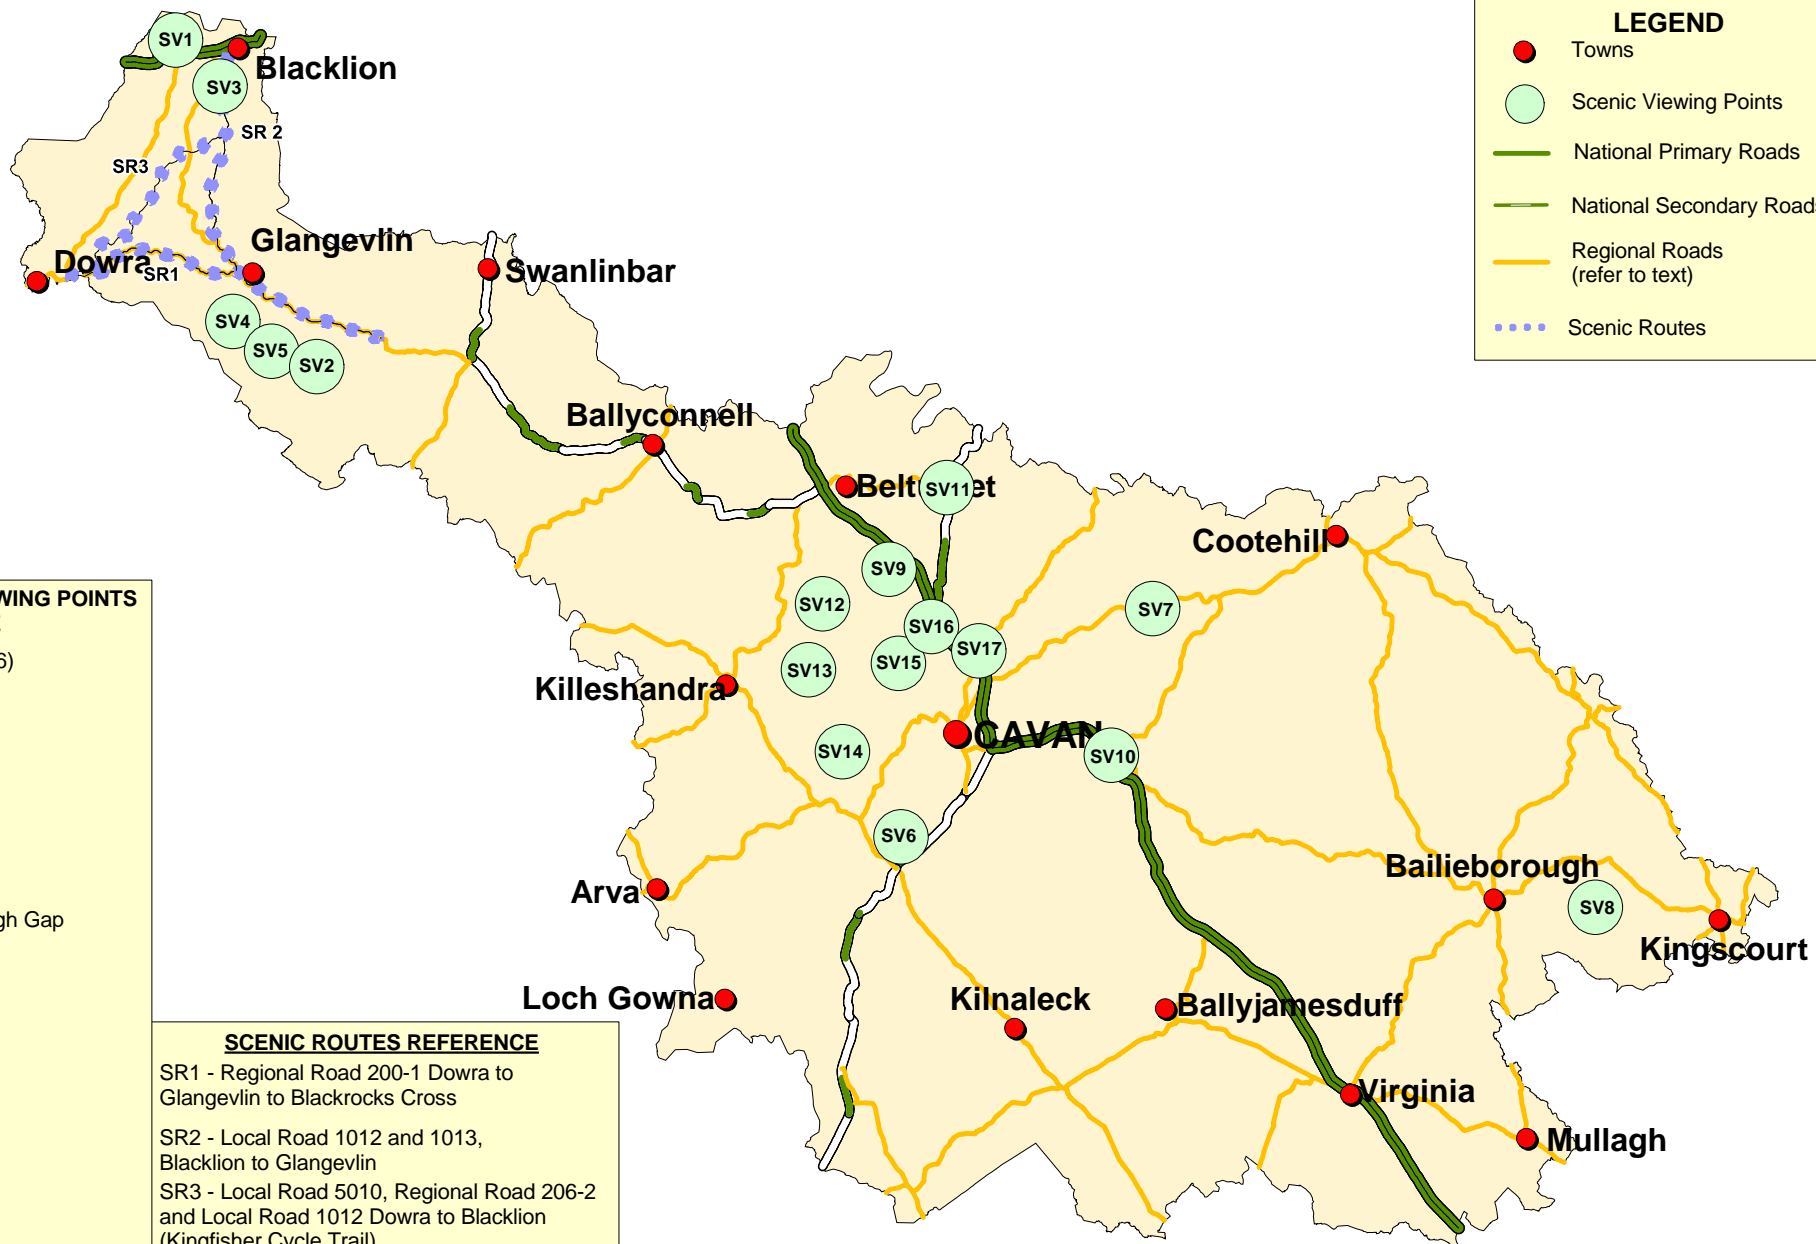 LEGEND
Towns
Scenic Viewing Points
National Primary Roads
National Secondary Roads
Regional Roads
(refer to text)
Scenic Routes
SV1
Blacklion
SV3
SR 2
SR3
Glangevlin
Dowra
SR1
Swanlinbar
SV4
SV5
SV2
Ballyconnell
SV11
Cootehill
SV9
SV12
SV7
SV16
SV17
SV15
SV13
Killeshandra
CAVAN
SV14
SV10
SV6
Bailieborough
Arva
SV8
Kingscourt
Loch Gowna
Kilnaleck
Ballyjamesduff
Virginia
Mullagh
WING POINTS
6)
gh Gap
SCENIC ROUTES REFERENCE
SR1 - Regional Road 200-1 Dowra to
Glangevlin to Blackrocks Cross
SR2 - Local Road 1012 and 1013,
Blacklion to Glangevlin
SR3 - Local Road 5010, Regional Road 206-2
and Local Road 1012 Dowra to Blacklion
(Kingfisher Cycle Trail)